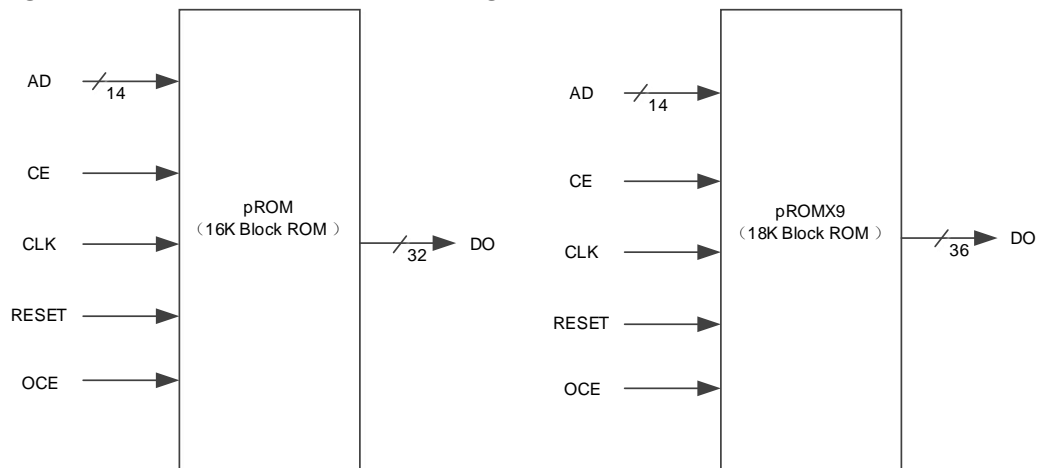 AD
14
CE
CLK
RESET
OCE
pROM
（16K Block ROM ）
32
DO
AD
14
CE
CLK
RESET
OCE
pROMX9
（18K Block ROM ）
36
DO